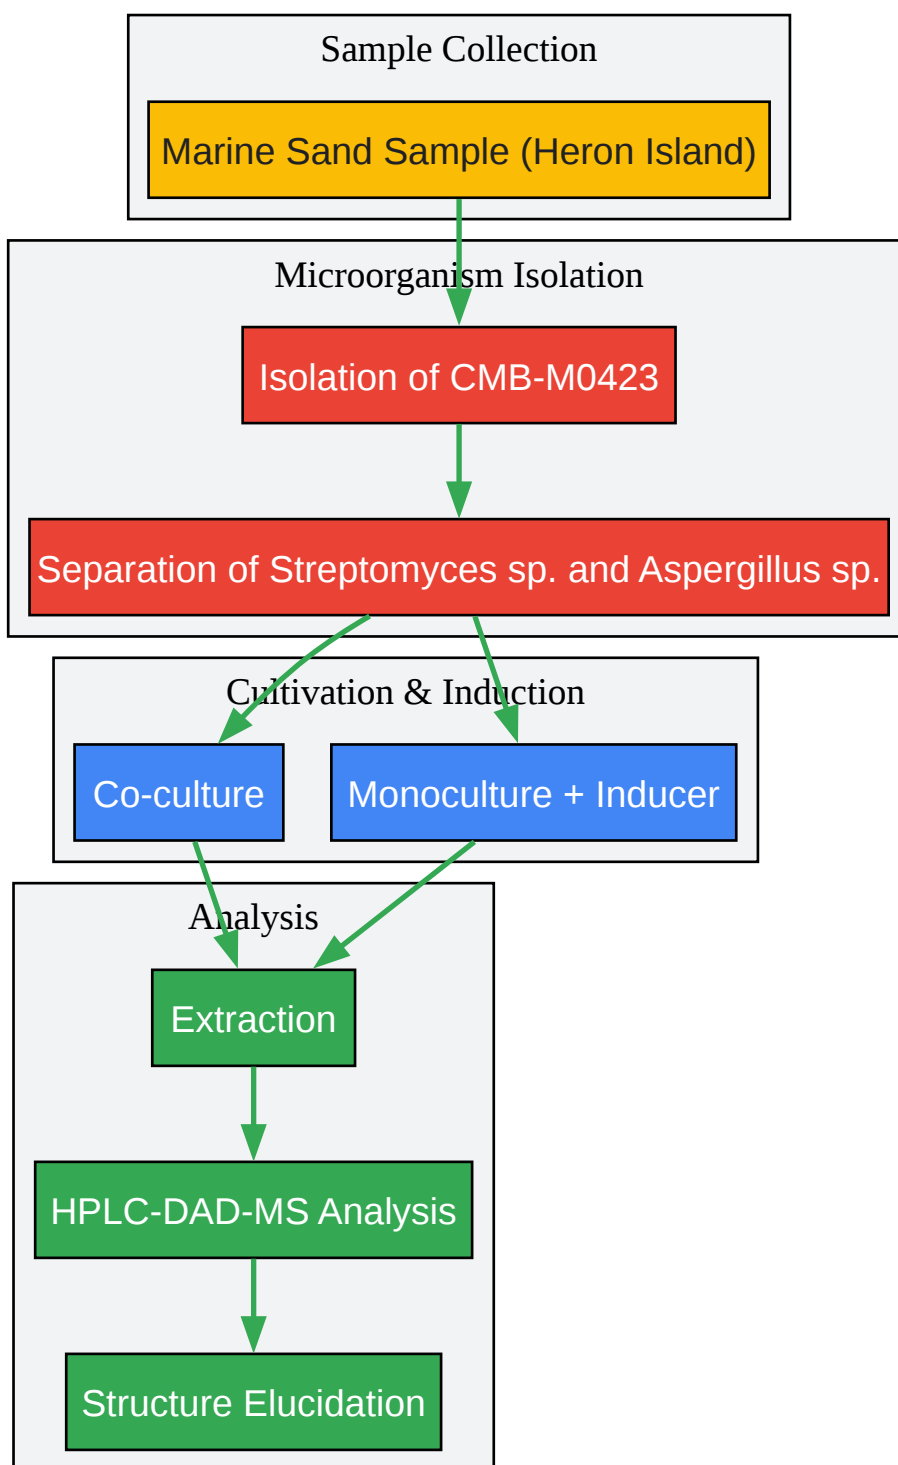 Sample Collection
Marine Sand Sample (Heron Island)
Microorganism Isolation
Isolation of CMB-M0423
Separation of Streptomyces sp. and Aspergillus sp.
Cultivation & Induction
Co-culture
Monoculture + Inducer
Analysis
Extraction
HPLC-DAD-MS Analysis
Structure Elucidation